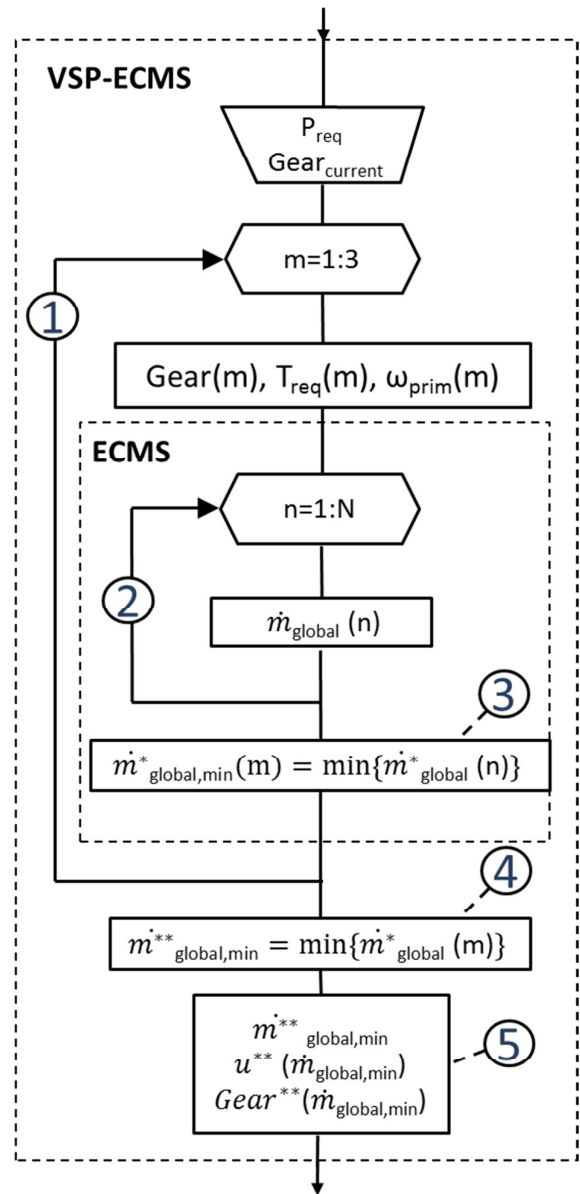 VSP-ECMS
P_req
Gear_current
m=1:3
1
Gear(m), T_req(m), ω_prim(m)
ECMS
n=1:N
2
ṁ_global (n)
3
ṁ*_global,min(m) = min{ṁ*_global (n)}
4
ṁ**_global,min = min{ṁ*_global (m)}
ṁ**_global,min
5
u**(ṁ_global,min)
Gear**(ṁ_global,min)